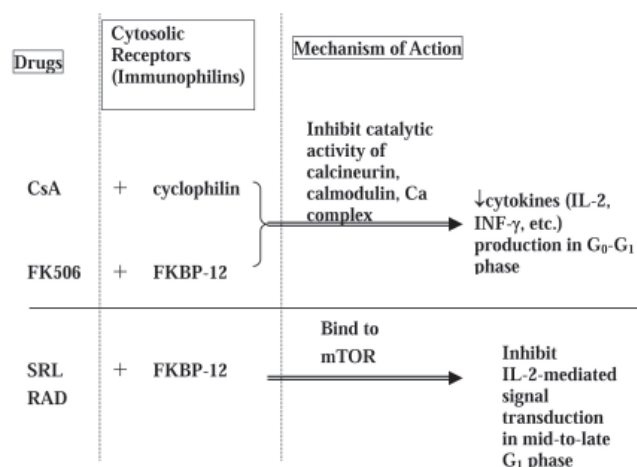 Drugs
Cytosolic
Receptors
(Immunophilins)
Mechanism of Action
CsA + cyclophilin
FK506 + FKBP-12
Inhibit catalytic
activity of
calcineurin,
calmodulin, Ca
complex
↓cytokines (IL-2,
INF-γ, etc.)
production in G₀-G₁
phase
SRL + FKBP-12
RAD
Bind to
mTOR
Inhibit
IL-2-mediated
signal
transduction
in mid-to-late
G₁ phase